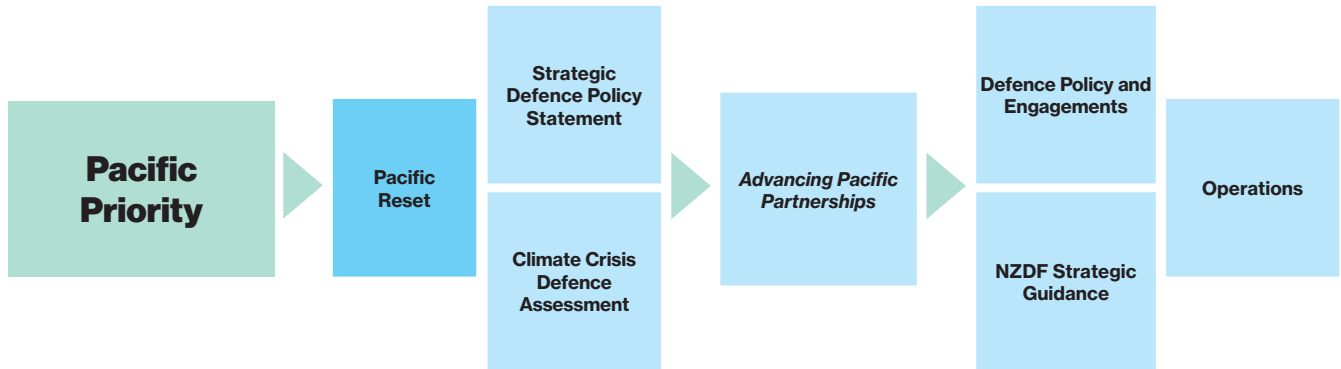 Pacific
Priority
Pacific
Reset
Strategic
Defence Policy
Statement
Climate Crisis
Defence
Assessment
Advancing Pacific
Partnerships
Defence Policy and
Engagements
NZDF Strategic
Guidance
Operations